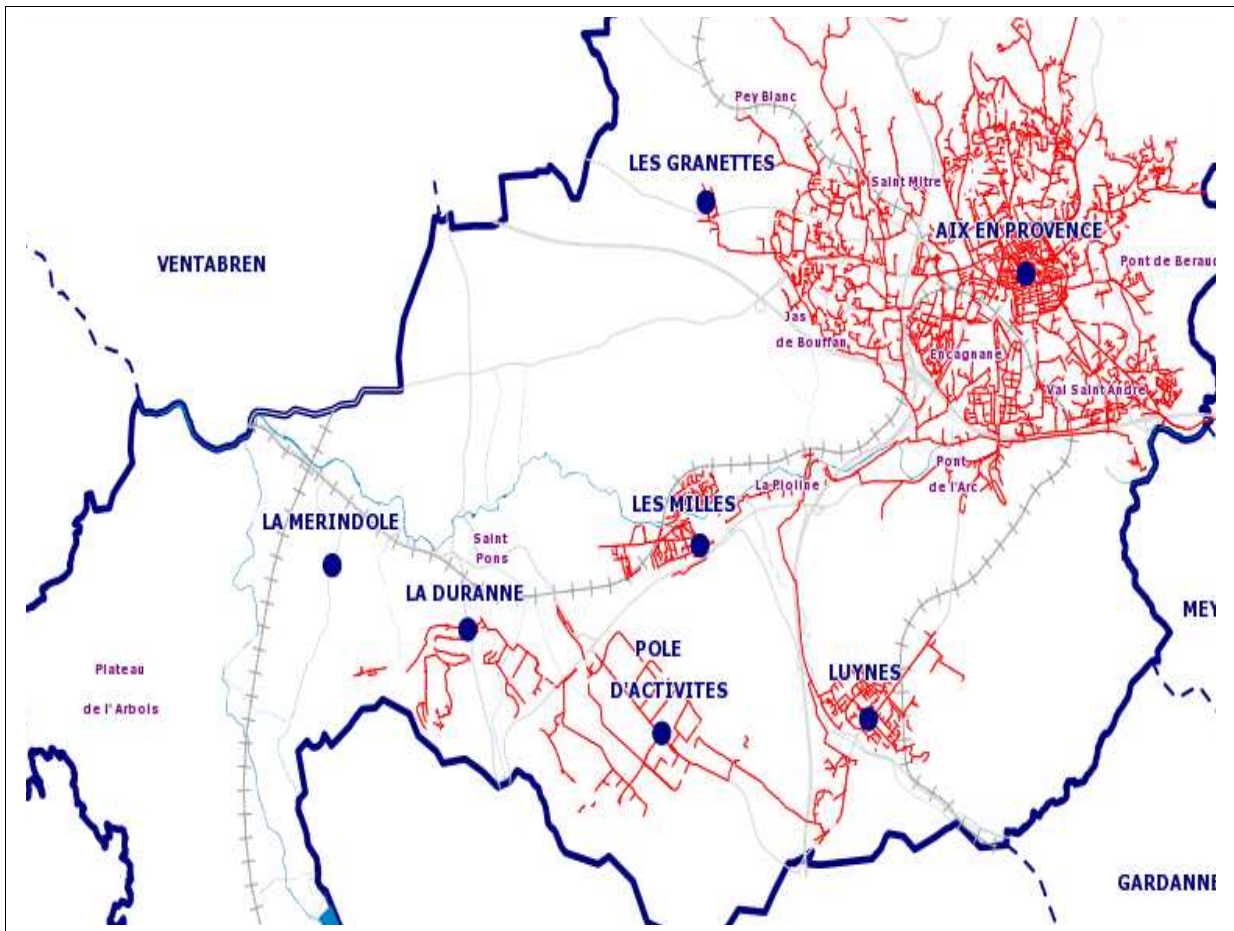 Pey Blanc
LES GRANETTES
Saint Mitre
AIX EN PROVENCE
VENTABREN
Pont de Beraud
Jas
de Bouffan
Encagnane
Val Saint Andre
Pont
de l'Arc
La Pioline
LES MILLES
LA MERINDOLE
Saint
Pons
LA DURANNE
MEY
Plateau
de l'Arbois
POLE
D'ACTIVITES
LUYNES
GARDANNE